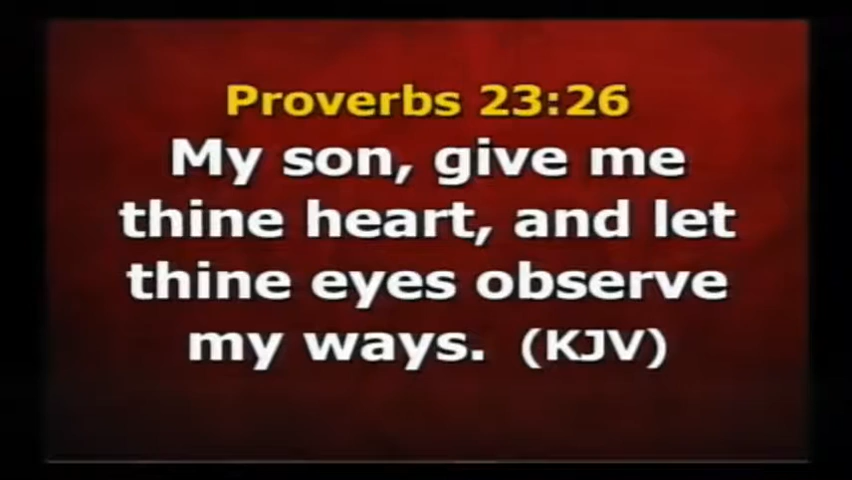 Proverbs 23:26
My son, give me
thine heart, and let
thine eyes observe
my ways. (KJV)